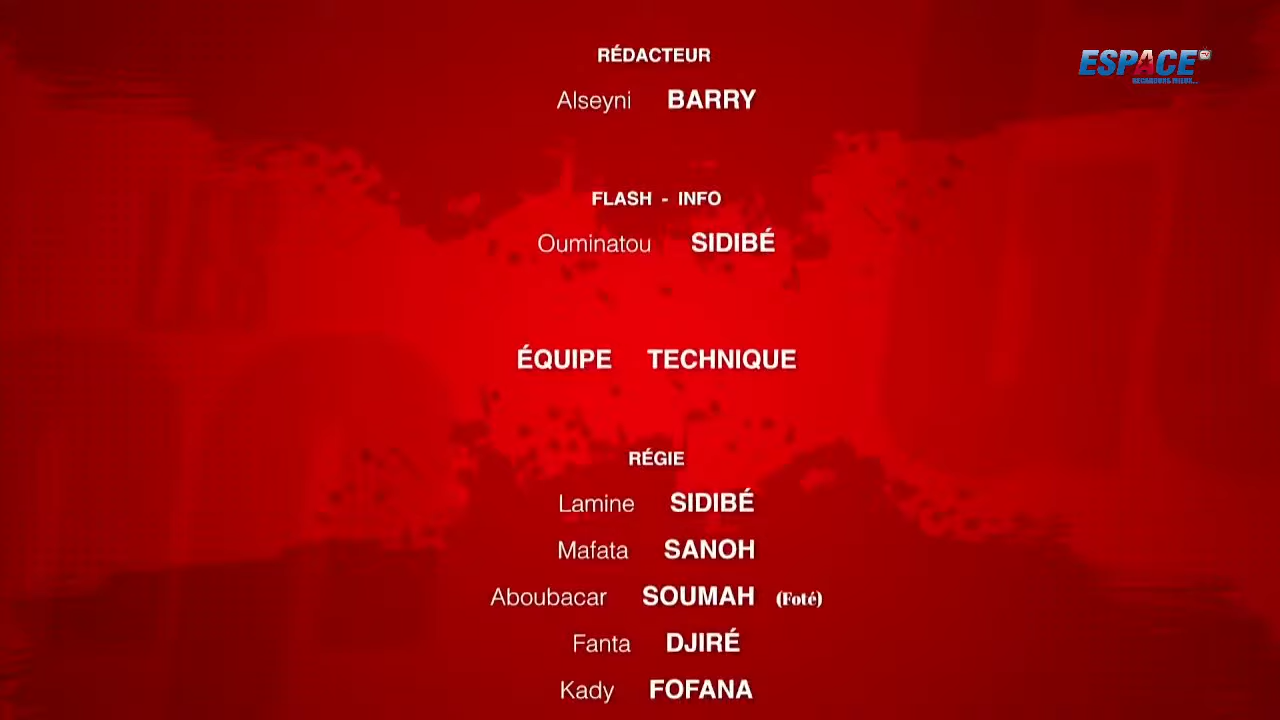 RÉDACTEUR
ESPACE TV
Alseyni BARRY
FLASH - INFO
Ouminatou SIDIBÉ
ÉQUIPE TECHNIQUE
RÉGIE
Lamine SIDIBÉ
Mafata SANOH
Aboubacar SOUMAH (Foté)
Fanta DJIRÉ
Kady FOFANA